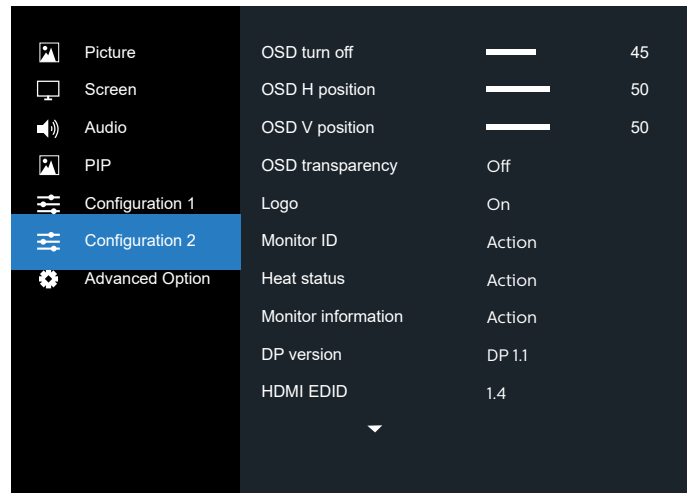 Picture
Screen
Audio
PIP
Configuration 1
Configuration 2
Advanced Option
OSD turn off 45
OSD H position 50
OSD V position 50
OSD transparency Off
Logo On
Monitor ID Action
Heat status Action
Monitor information Action
DP version DP 1.1
HDMI EDID 1.4